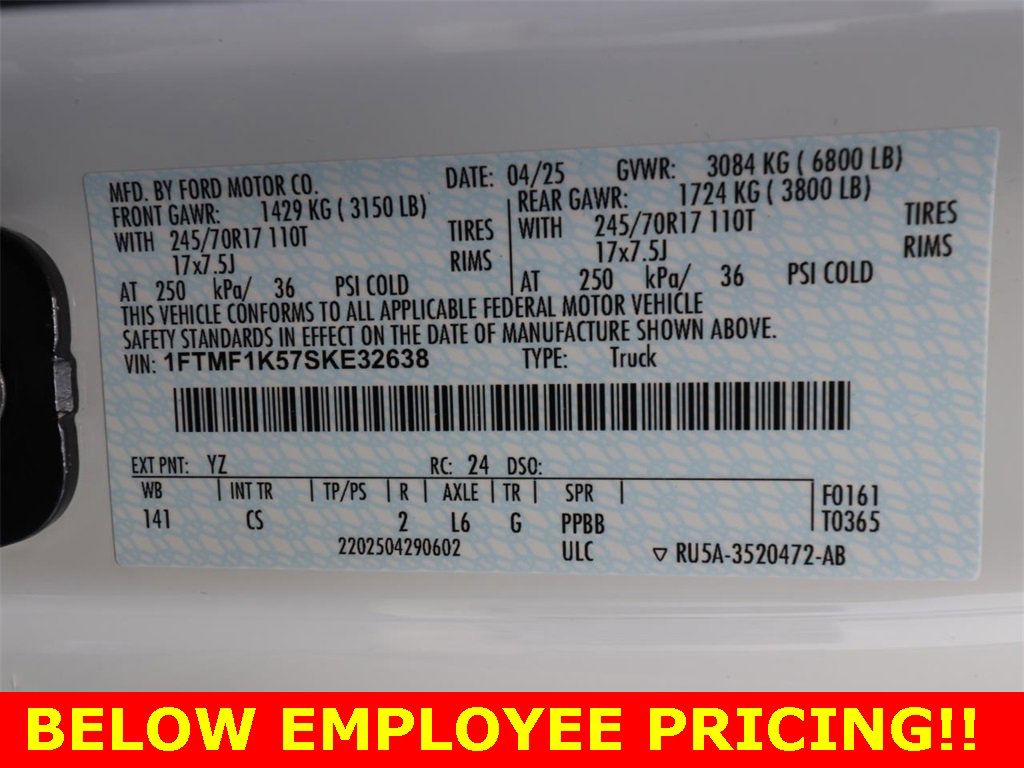 MFD. BY FORD MOTOR CO. DATE: 04/25 GVWR: 3084 KG ( 6800 LB)
FRONT GAWR: 1429 KG ( 3150 LB) REAR GAWR: 1724 KG ( 3800 LB)
WITH 245/70R17 110T TIRES WITH 245/70R17 110T TIRES
17x7.5J RIMS 17x7.5J RIMS
AT 250 kPa/ 36 PSI COLD AT 250 kPa/ 36 PSI COLD
THIS VEHICLE CONFORMS TO ALL APPLICABLE FEDERAL MOTOR VEHICLE
SAFETY STANDARDS IN EFFECT ON THE DATE OF MANUFACTURE SHOWN ABOVE.
VIN: 1FTMF1K57SKE32638 TYPE: Truck
EXT PNT: YZ RC: 24 DSO:
WB INT TR TP/PS R AXLE TR SPR F0161
141 CS 2 L6 G PPBB T0365
2202504290602 ULC ▽ RU5A-3520472-AB
BELOW EMPLOYEE PRICING!!